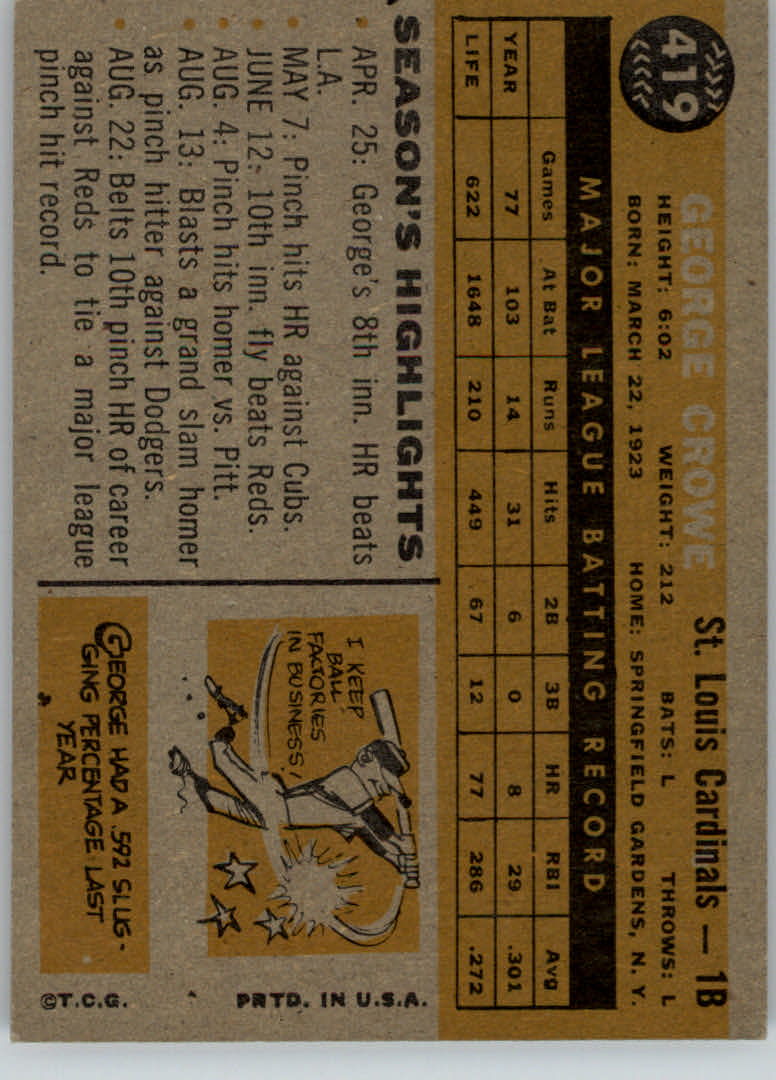 419
GEORGE CROWE St. Louis Cardinals — 1B
HEIGHT: 6:02 WEIGHT: 212 BATS: L THROWS: L
BORN: MARCH 22, 1923 HOME: SPRINGFIELD GARDENS, N. Y.
MAJOR LEAGUE BATTING RECORD
Games At Bat Runs Hits 2B 3B HR RBI Avg
YEAR 77 103 14 31 6 0 8 29 .301
LIFE 622 1648 210 449 67 12 77 286 .272
SEASON'S HIGHLIGHTS
• APR. 25: George's 8th inn. HR beats
L.A.
• MAY 7: Pinch hits HR against Cubs.
• JUNE 12: 10th inn. fly beats Reds.
• AUG. 4: Pinch hits homer vs. Pitt.
• AUG. 13: Blasts a grand slam homer
as pinch hitter against Dodgers.
• AUG. 22: Belts 10th pinch HR of career
against Reds to tie a major league
pinch hit record.
I KEEP
BALL
FACTORIES
IN BUSINESS!
GEORGE HAD A .592 SLUG-
GING PERCENTAGE LAST
YEAR
©T.C.G. PRTD. IN U.S.A.